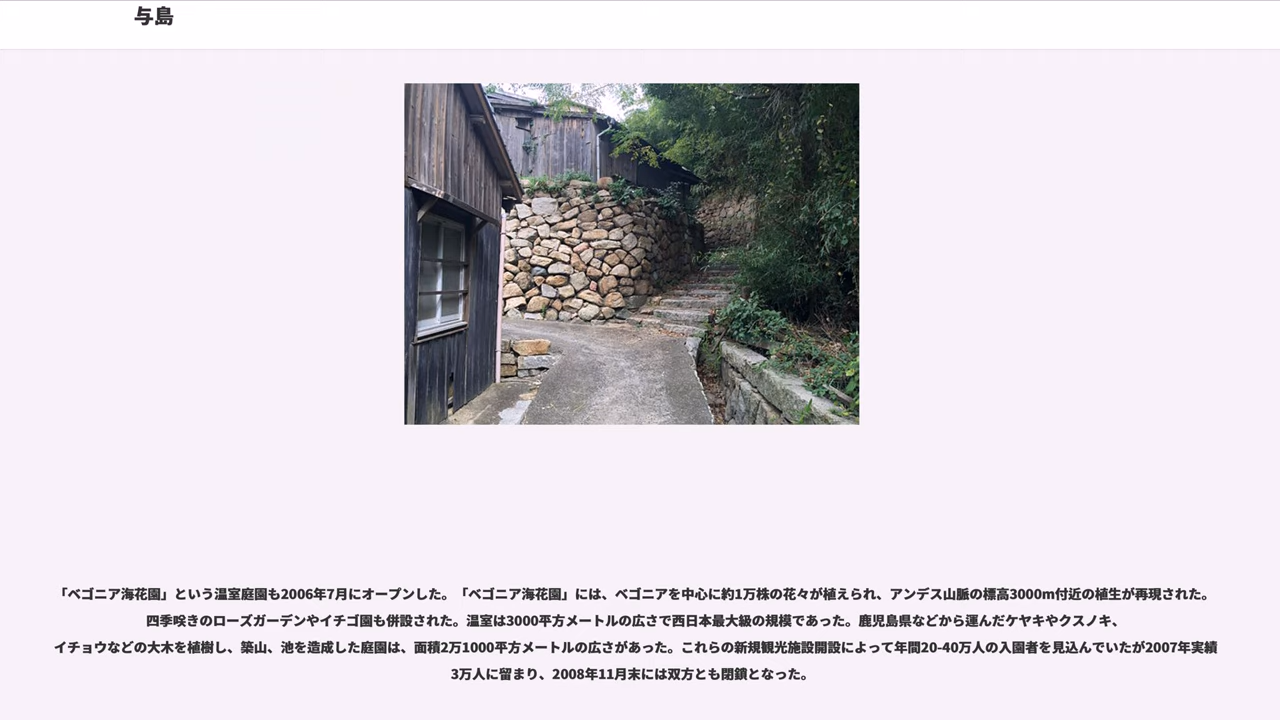 与島
「ベゴニア海花園」という温室庭園も2006年7月にオープンした。「ベゴニア海花園」には、ベゴニアを中心に約1万株の花々が植えられ、アンデス山脈の標高3000m付近の植生が再現された。
四季咲きのローズガーデンやイチゴ園も併設された。温室は3000平方メートルの広さで西日本最大級の規模であった。鹿児島県などから運んだケヤキやクスノキ、
イチョウなどの大木を植樹し、築山、池を造成した庭園は、面積2万1000平方メートルの広さがあった。これらの新規観光施設開設によって年間20-40万人の入園者を見込んでいたが2007年実績
3万人に留まり、2008年11月末には双方とも閉鎖となった。